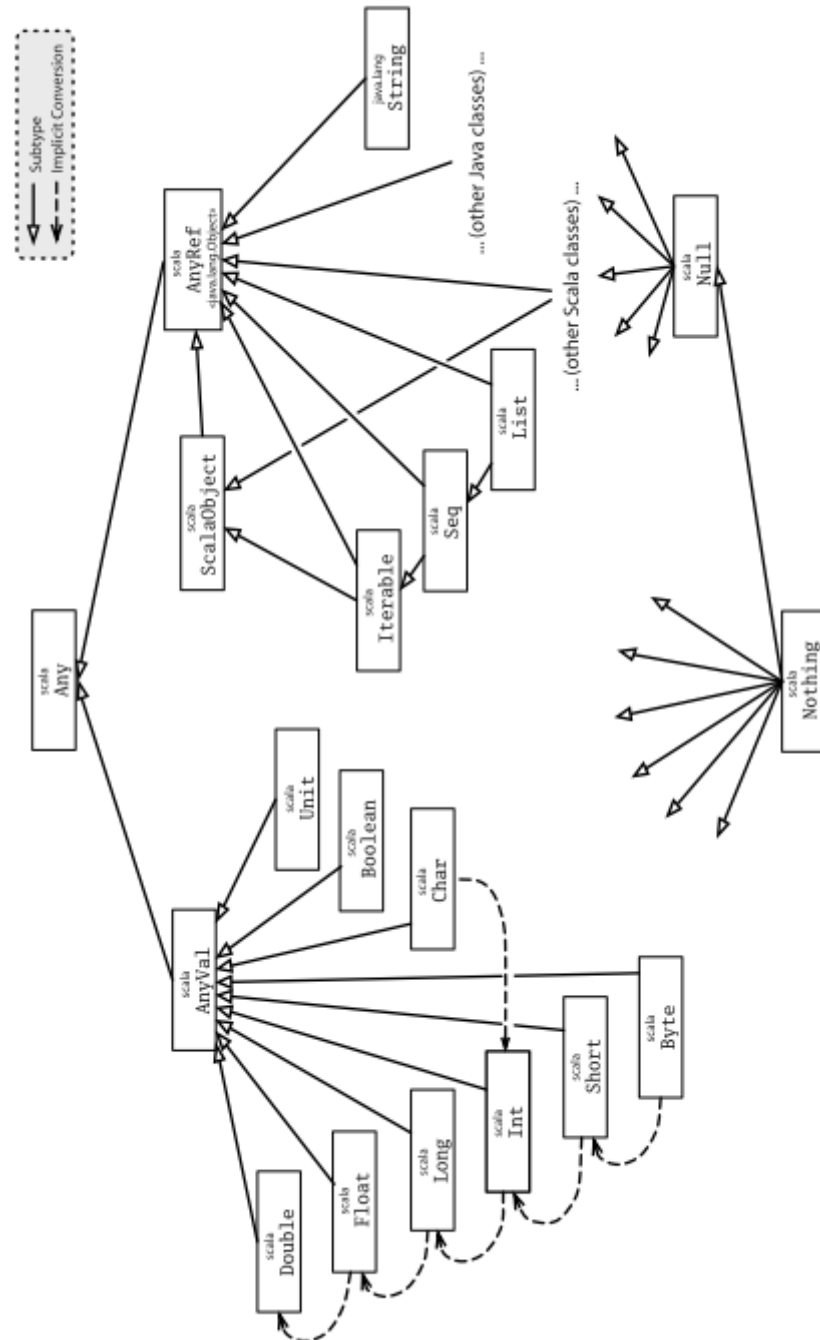 Subtype
Implicit Conversion
scala
Any
scala
AnyVal
scala
AnyRef
<java.lang.Object>
scala
Unit
scala
Double
scala
Boolean
scala
Float
scala
Char
scala
Long
scala
Int
scala
Short
scala
Byte
scala
ScalaObject
scala
Iterable
scala
Seq
scala
List
java.lang
String
... (other Java classes) ...
... (other Scala classes) ...
scala
Null
scala
Nothing